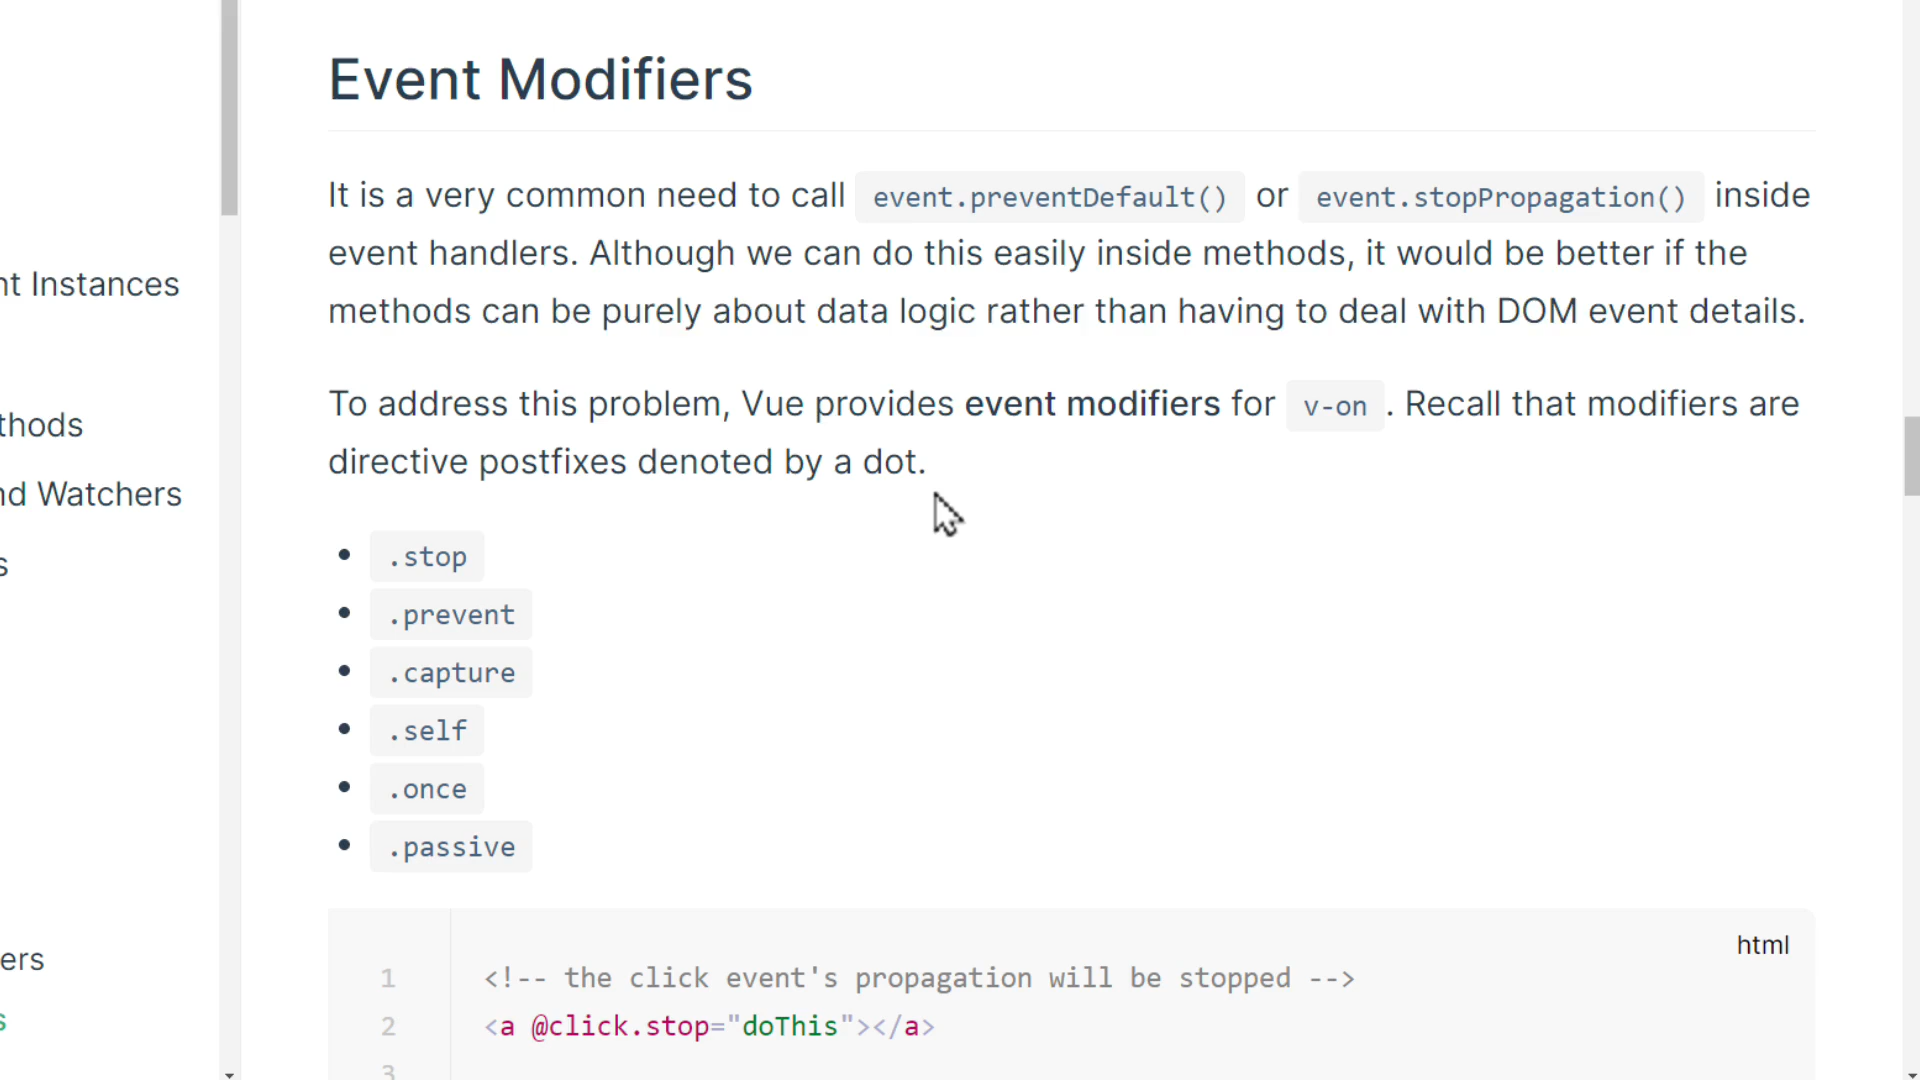 Event Modifiers
It is a very common need to call event.preventDefault() or event.stopPropagation() inside
event handlers. Although we can do this easily inside methods, it would be better if the
nt Instances
methods can be purely about data logic rather than having to deal with DOM event details.
To address this problem, Vue provides event modifiers for v-on . Recall that modifiers are
thods
directive postfixes denoted by a dot.
nd Watchers
.stop
s
.prevent
.capture
.self
.once
.passive
html
ers
1 <!-- the click event's propagation will be stopped -->
s
2 <a @click.stop="doThis"></a>
3